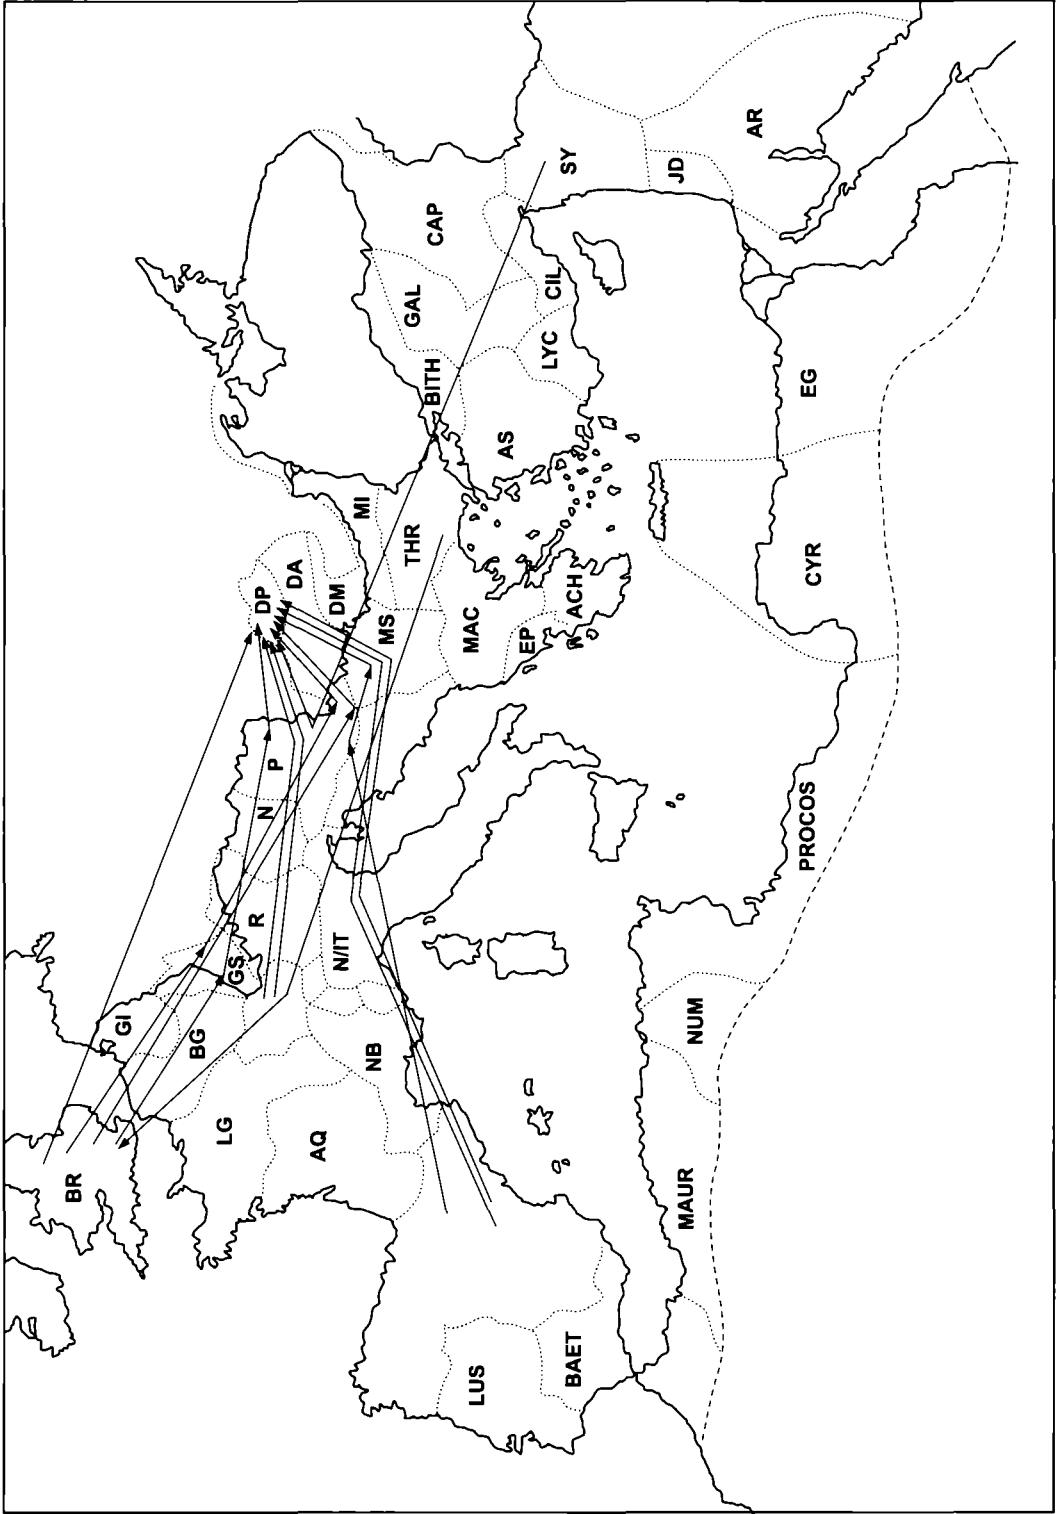 BR
GI
BG
GS
R
N
P
DP
DA
DM
MI
LG
AQ
NB
N/IT
MS
THR
BITH
GAL
CAP
MAC
EP
ACH
AS
LYC
CIL
SY
JD
AR
LUS
BAET
MAUR
NUM
PROCOS
CYR
EG